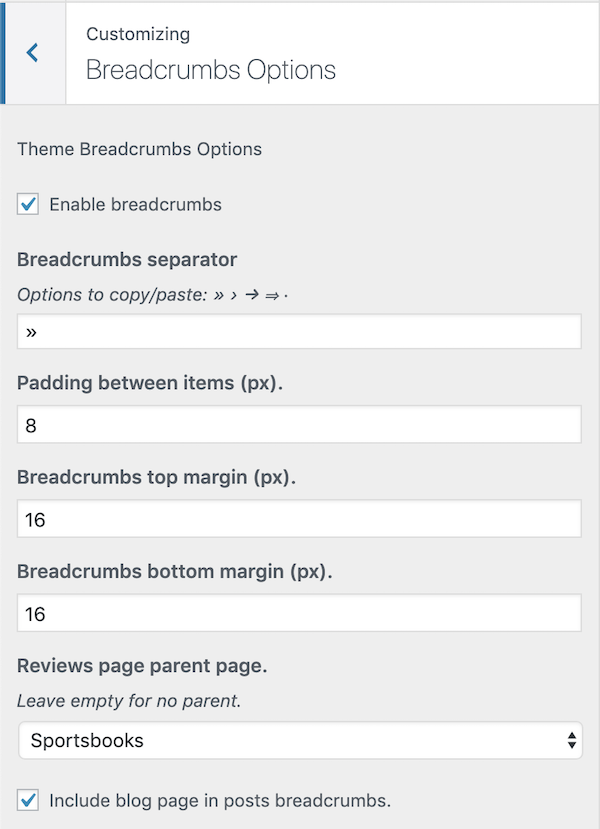 Customizing
Breadcrumbs Options
Theme Breadcrumbs Options
Enable breadcrumbs
Breadcrumbs separator
Options to copy/paste: » › → ⇒ ·
»
Padding between items (px).
8
Breadcrumbs top margin (px).
16
Breadcrumbs bottom margin (px).
16
Reviews page parent page.
Leave empty for no parent.
Sportsbooks
Include blog page in posts breadcrumbs.